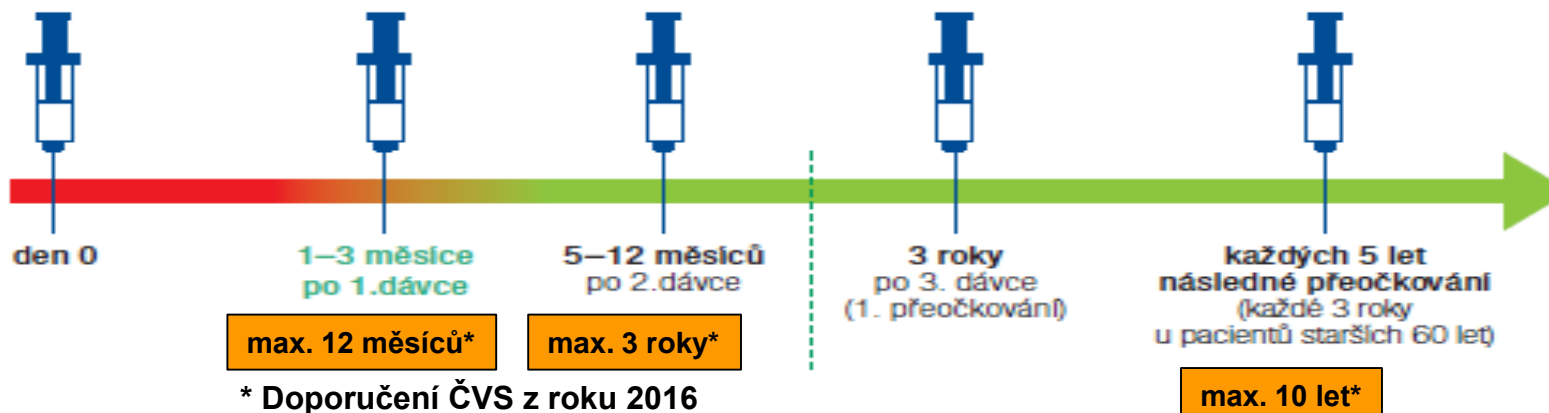 den 0
1–3 měsíce
po 1.dávce
max. 12 měsíců*
5–12 měsíců
po 2.dávce
max. 3 roky*
3 roky
po 3. dávce
(1. přeočkování)
každých 5 let
následné přeočkování
(každé 3 roky
u pacientů starších 60 let)
max. 10 let*
* Doporučení ČVS z roku 2016